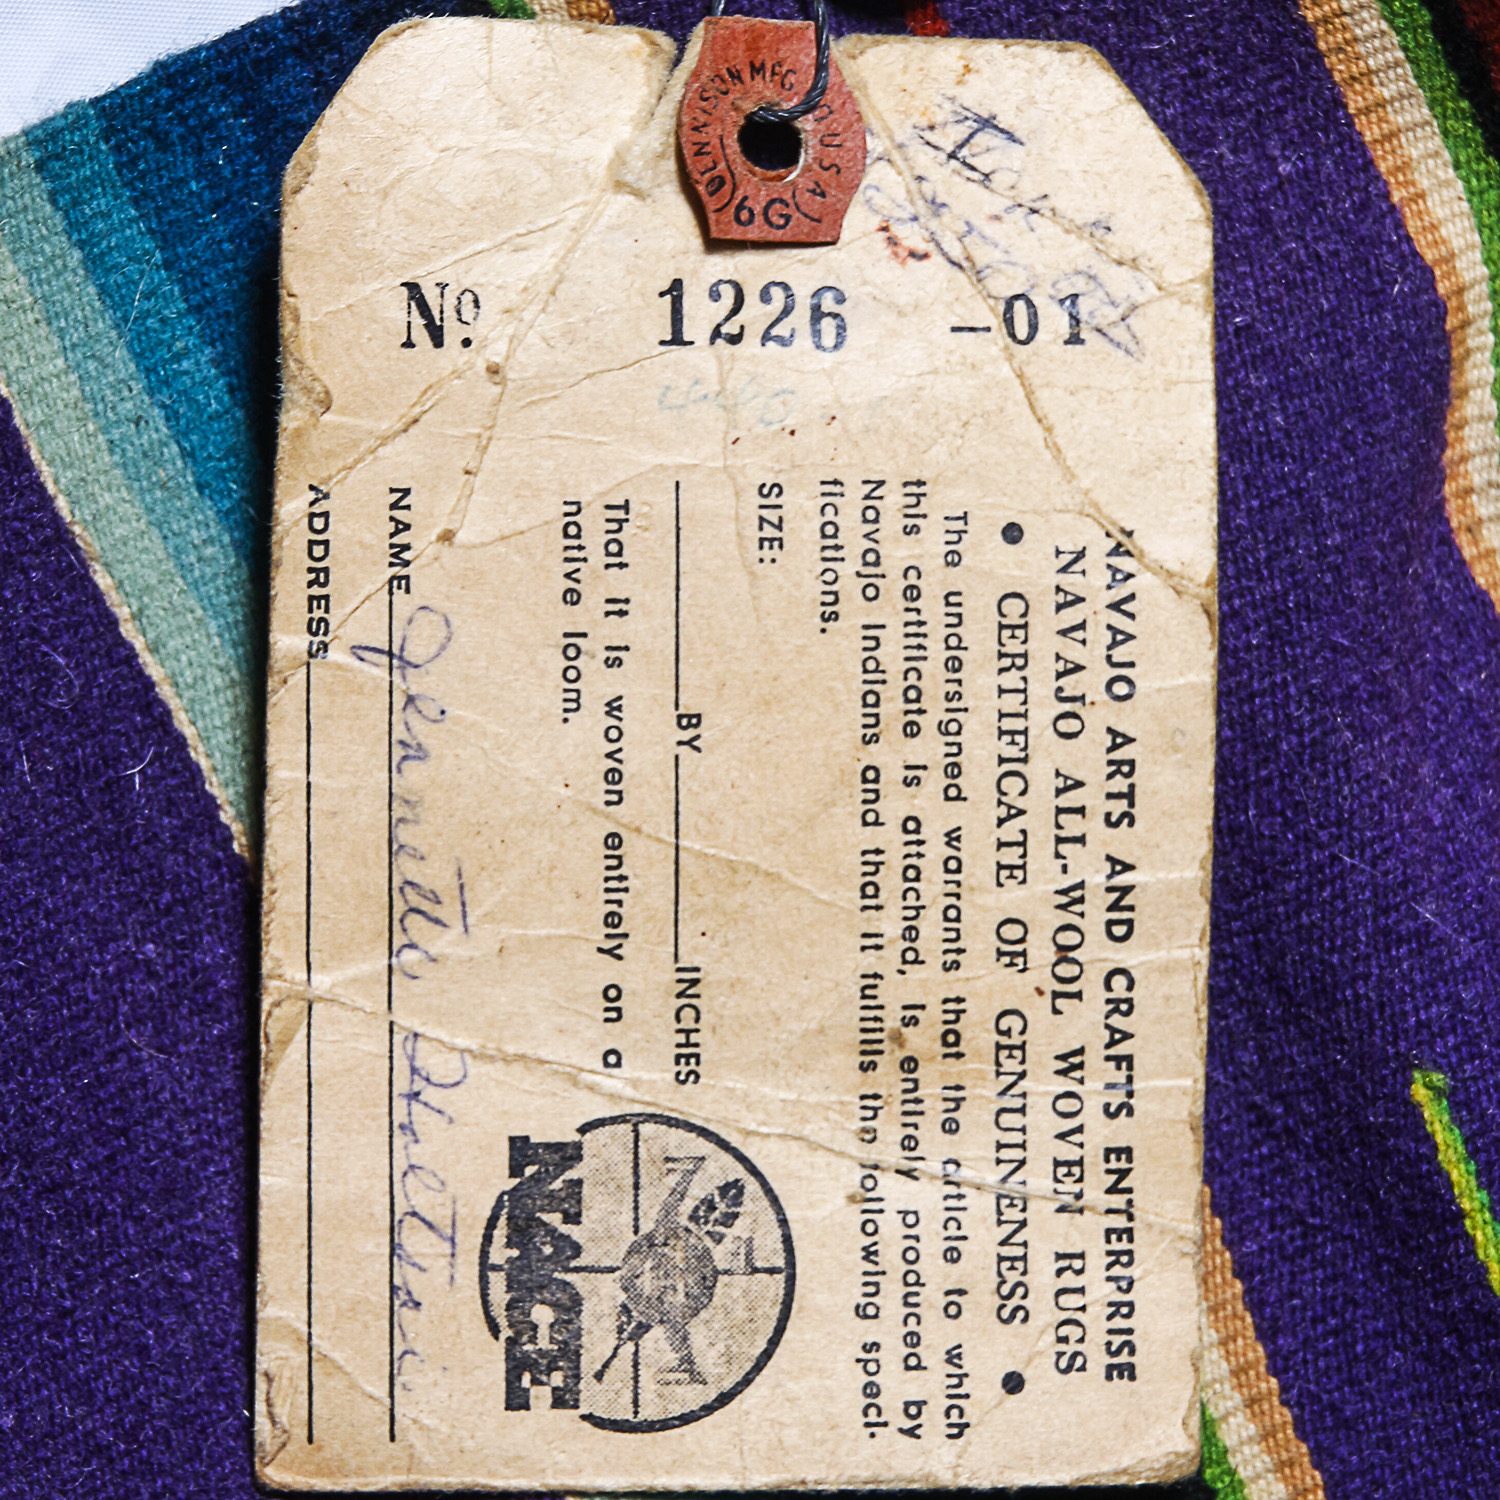 (DENNISON MFG CO U S A)
6G
No. 1226 -01
NAVAJO ARTS AND CRAFTS ENTERPRISE
NAVAJO ALL-WOOL WOVEN RUGS
● CERTIFICATE OF GENUINENESS ●
The undersigned warrants that the article to which
this certificate is attached, is entirely produced by
Navajo Indians and that it fulfills the following speci-
fications.
SIZE:
BY INCHES
That it is woven entirely on a
native loom.
NACE
NAME Jennette
ADDRESS